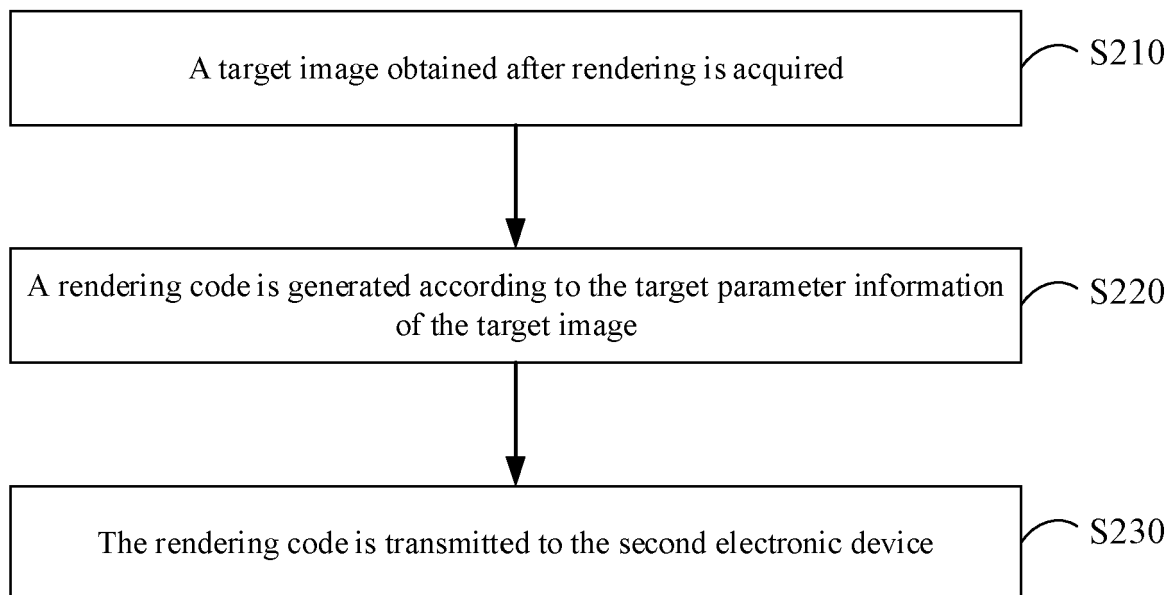 A target image obtained after rendering is acquired
S210
A rendering code is generated according to the target parameter information
of the target image
S220
The rendering code is transmitted to the second electronic device
S230